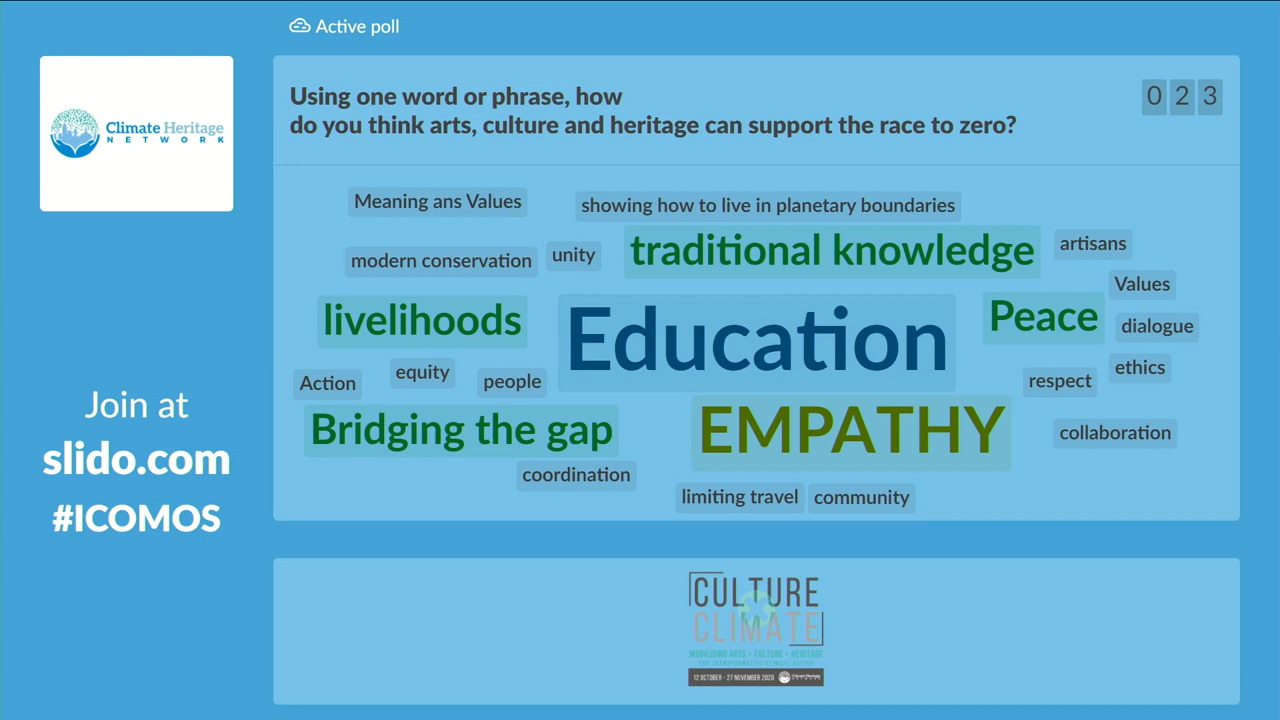 Active poll
Climate Heritage
NETWORK
Using one word or phrase, how
do you think arts, culture and heritage can support the race to zero?
023
Meaning ans Values
showing how to live in planetary boundaries
modern conservation
unity
traditional knowledge
artisans
Values
livelihoods
Education
Peace
dialogue
Action
equity
people
respect
ethics
Bridging the gap
EMPATHY
collaboration
coordination
limiting travel
community
Join at
slido.com
#ICOMOS
CULTURE
CLIMATE
MOBILISING ARTS • CULTURE • HERITAGE
FOR TRANSFORMATIVE CLIMATE ACTION
12 OCTOBER - 27 NOVEMBER 2020